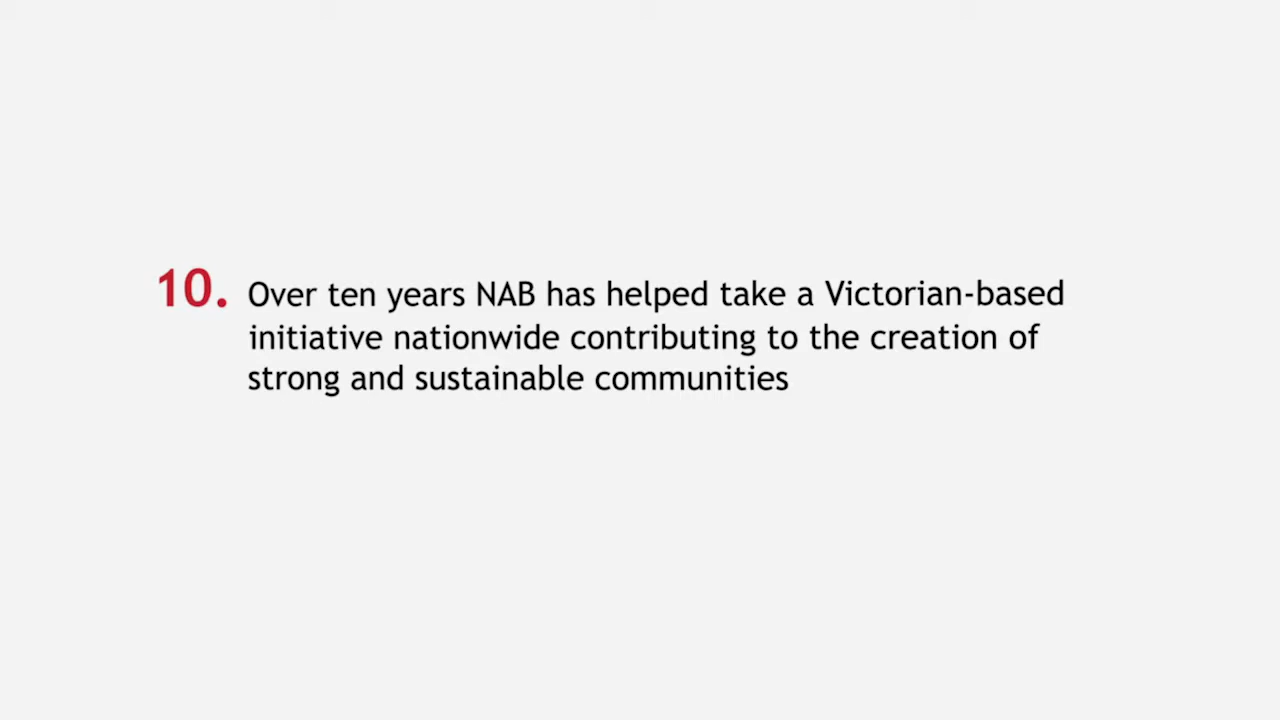 10. Over ten years NAB has helped take a Victorian-based
initiative nationwide contributing to the creation of
strong and sustainable communities